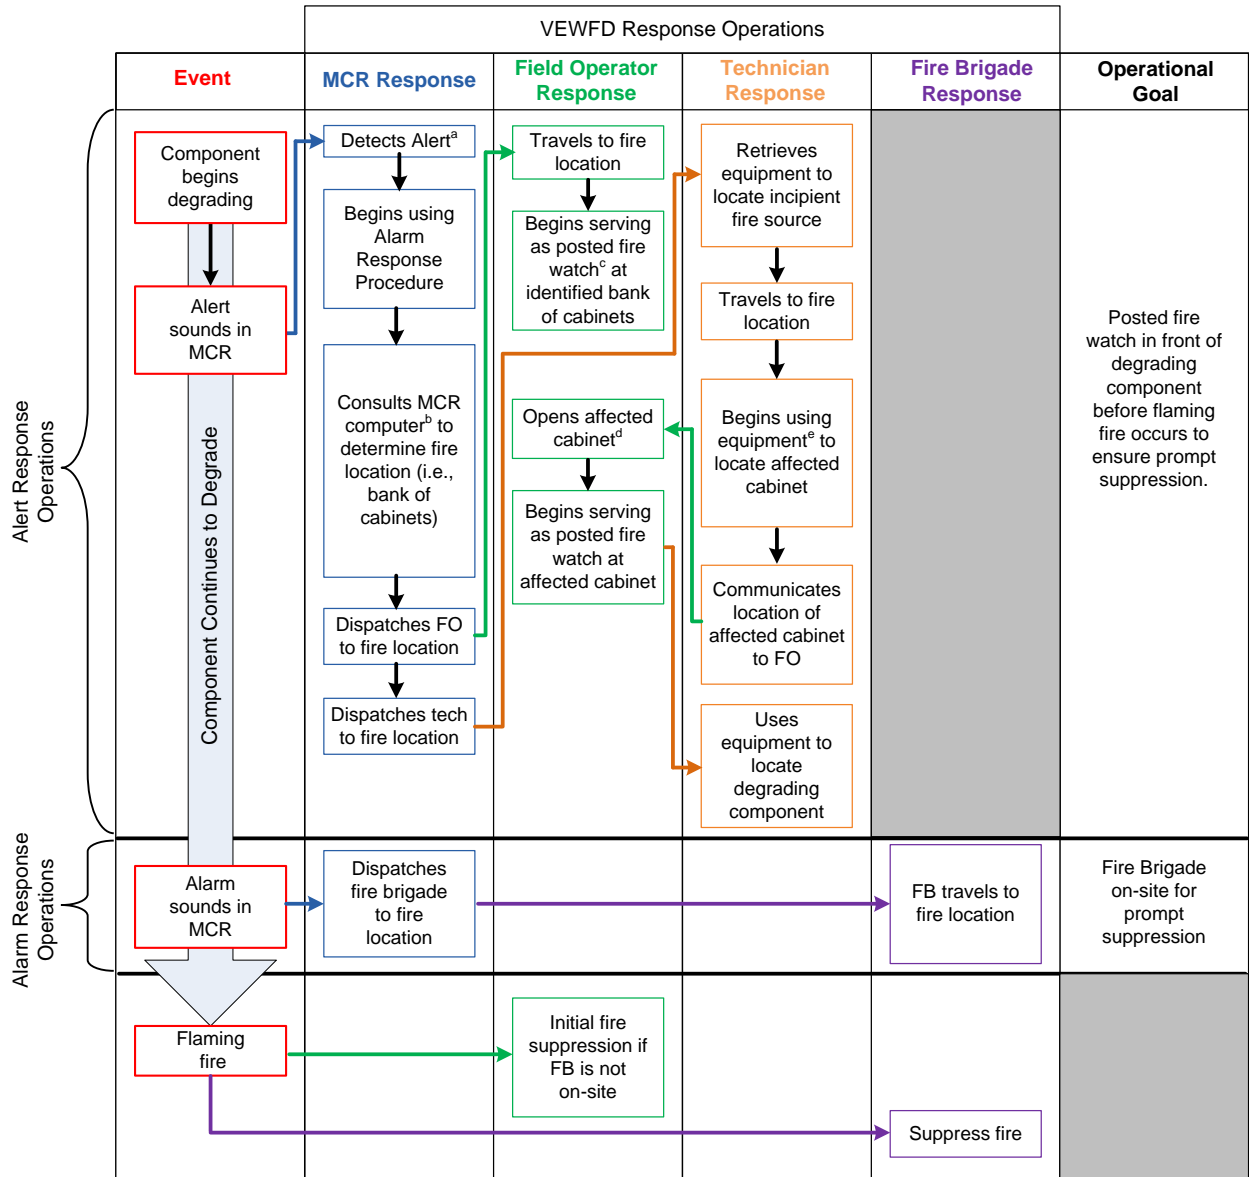 VEWFD Response Operations
Event
MCR Response
Field Operator
Response
Technician
Response
Fire Brigade
Response
Operational
Goal
Alert Response
Operations
Component
begins
degrading
Alert
sounds in
MCR
Component Continues to Degrade
Detects Alertᵃ
Begins using
Alarm
Response
Procedure
Consults MCR
computerᵇ to
determine fire
location (i.e.,
bank of
cabinets)
Dispatches FO
to fire location
Dispatches tech
to fire location
Travels to fire
location
Begins serving
as posted fire
watchᶜ at
identified bank
of cabinets
Opens affected
cabinetᵈ
Begins serving
as posted fire
watch at
affected cabinet
Retrieves
equipment to
locate incipient
fire source
Travels to fire
location
Begins using
equipmentᵉ to
locate affected
cabinet
Communicates
location of
affected cabinet
to FO
Uses
equipment to
locate
degrading
component
Posted fire
watch in front of
degrading
component
before flaming
fire occurs to
ensure prompt
suppression.
Alarm Response
Operations
Alarm
sounds in
MCR
Dispatches
fire brigade
to fire
location
FB travels to
fire location
Fire Brigade
on-site for
prompt
suppression
Flaming
fire
Initial fire
suppression if
FB is not
on-site
Suppress fire